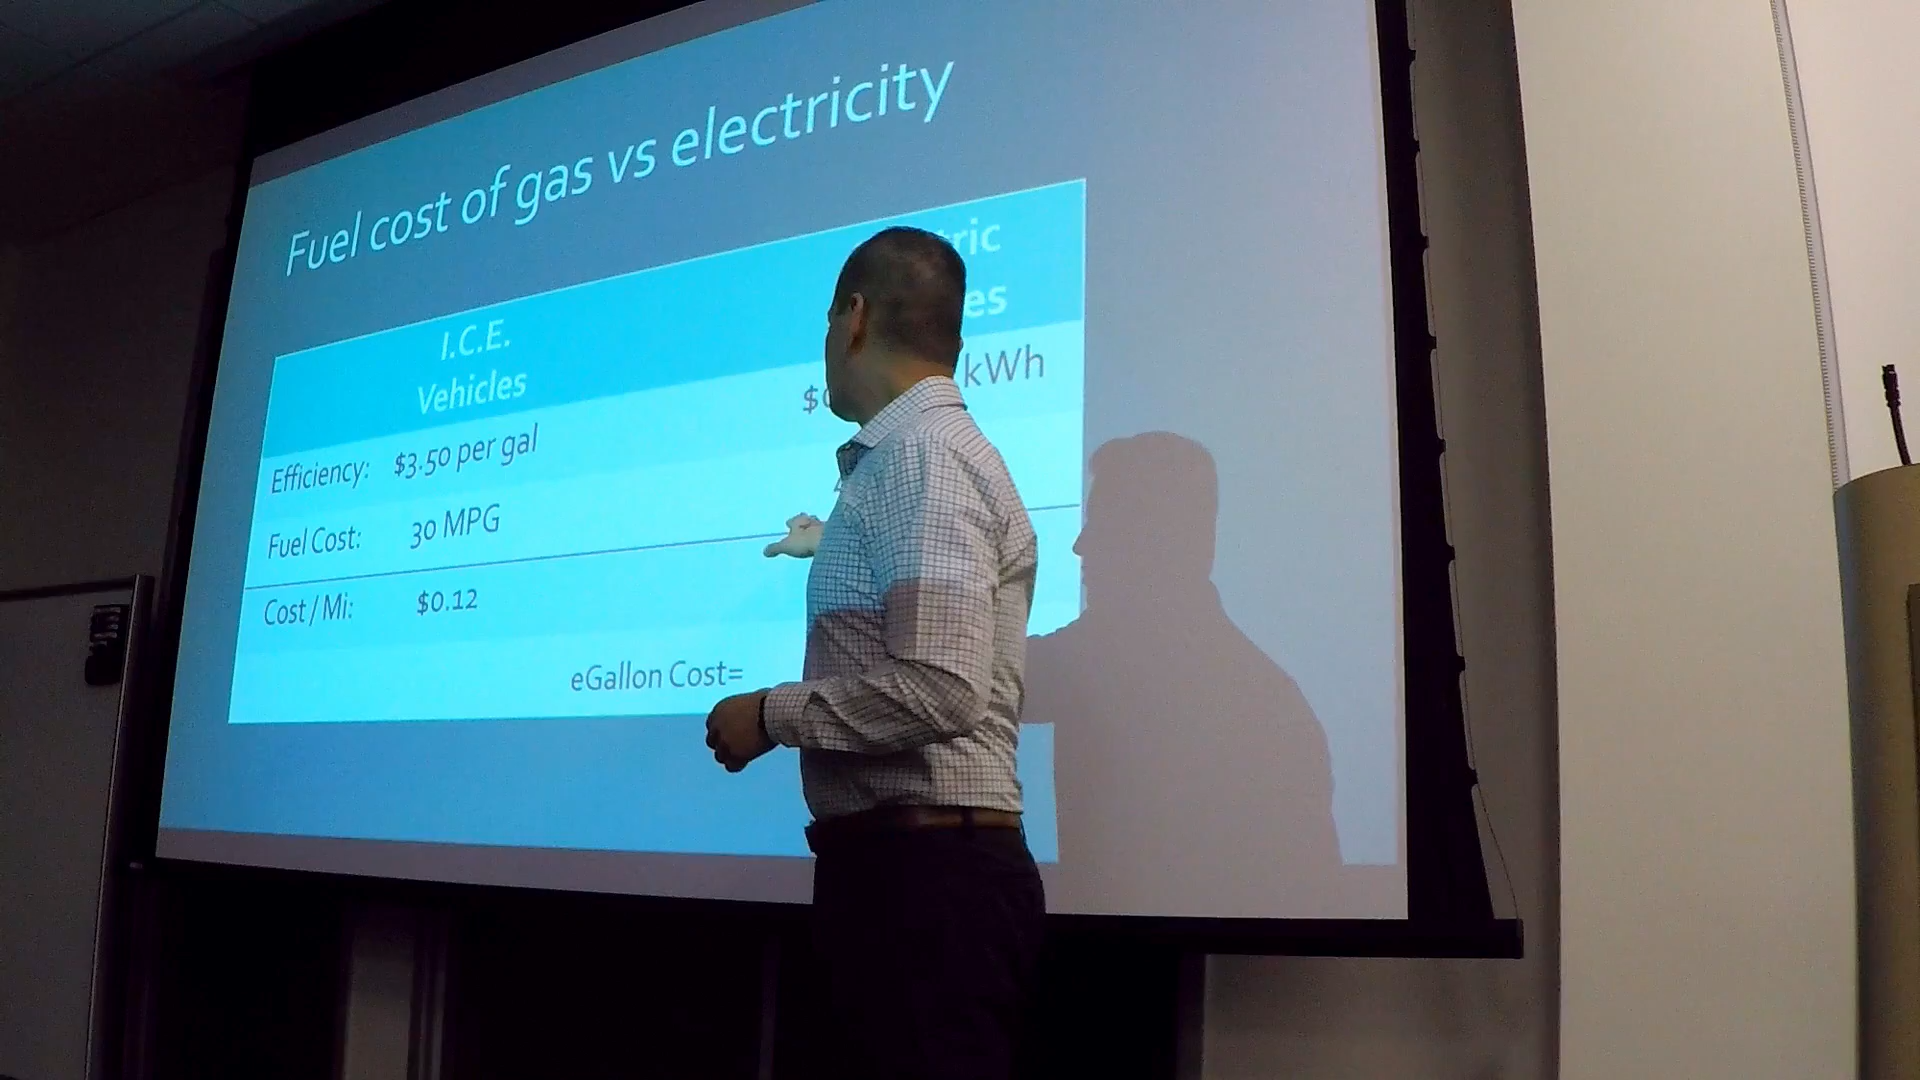 Fuel cost of gas vs electricity
I.C.E.
Vehicles
Efficiency: $3.50 per gal kWh
Fuel Cost: 30 MPG
Cost / Mi: $0.12
eGallon Cost=